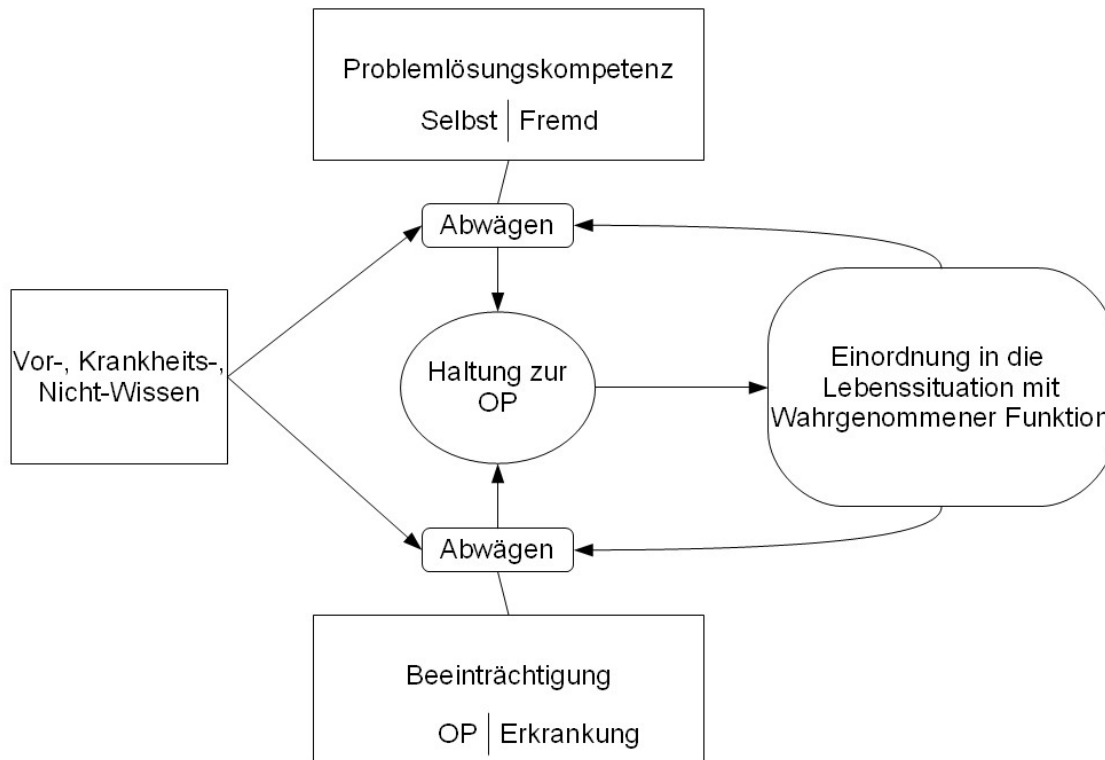 Problemlösungskompetenz
Selbst | Fremd
Abwägen
Vor-, Krankheits-,
Nicht-Wissen
Haltung zur
OP
Einordnung in die
Lebenssituation mit
Wahrgenommener Funktion
Abwägen
Beeinträchtigung
OP | Erkrankung